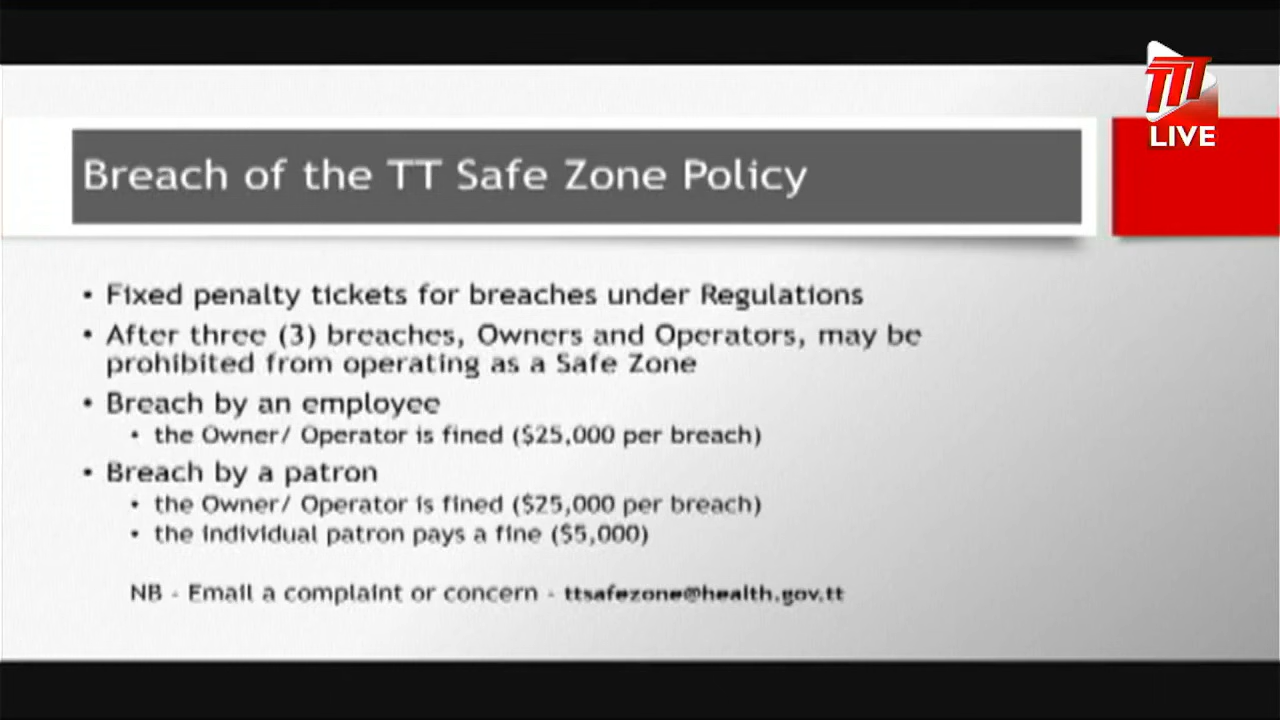 TTT
LIVE
Breach of the TT Safe Zone Policy
• Fixed penalty tickets for breaches under Regulations
• After three (3) breaches, Owners and Operators, may be
prohibited from operating as a Safe Zone
• Breach by an employee
• the Owner/ Operator is fined ($25,000 per breach)
• Breach by a patron
• the Owner/ Operator is fined ($25,000 per breach)
• the individual patron pays a fine ($5,000)
NB - Email a complaint or concern - ttsafezone@health.gov.tt